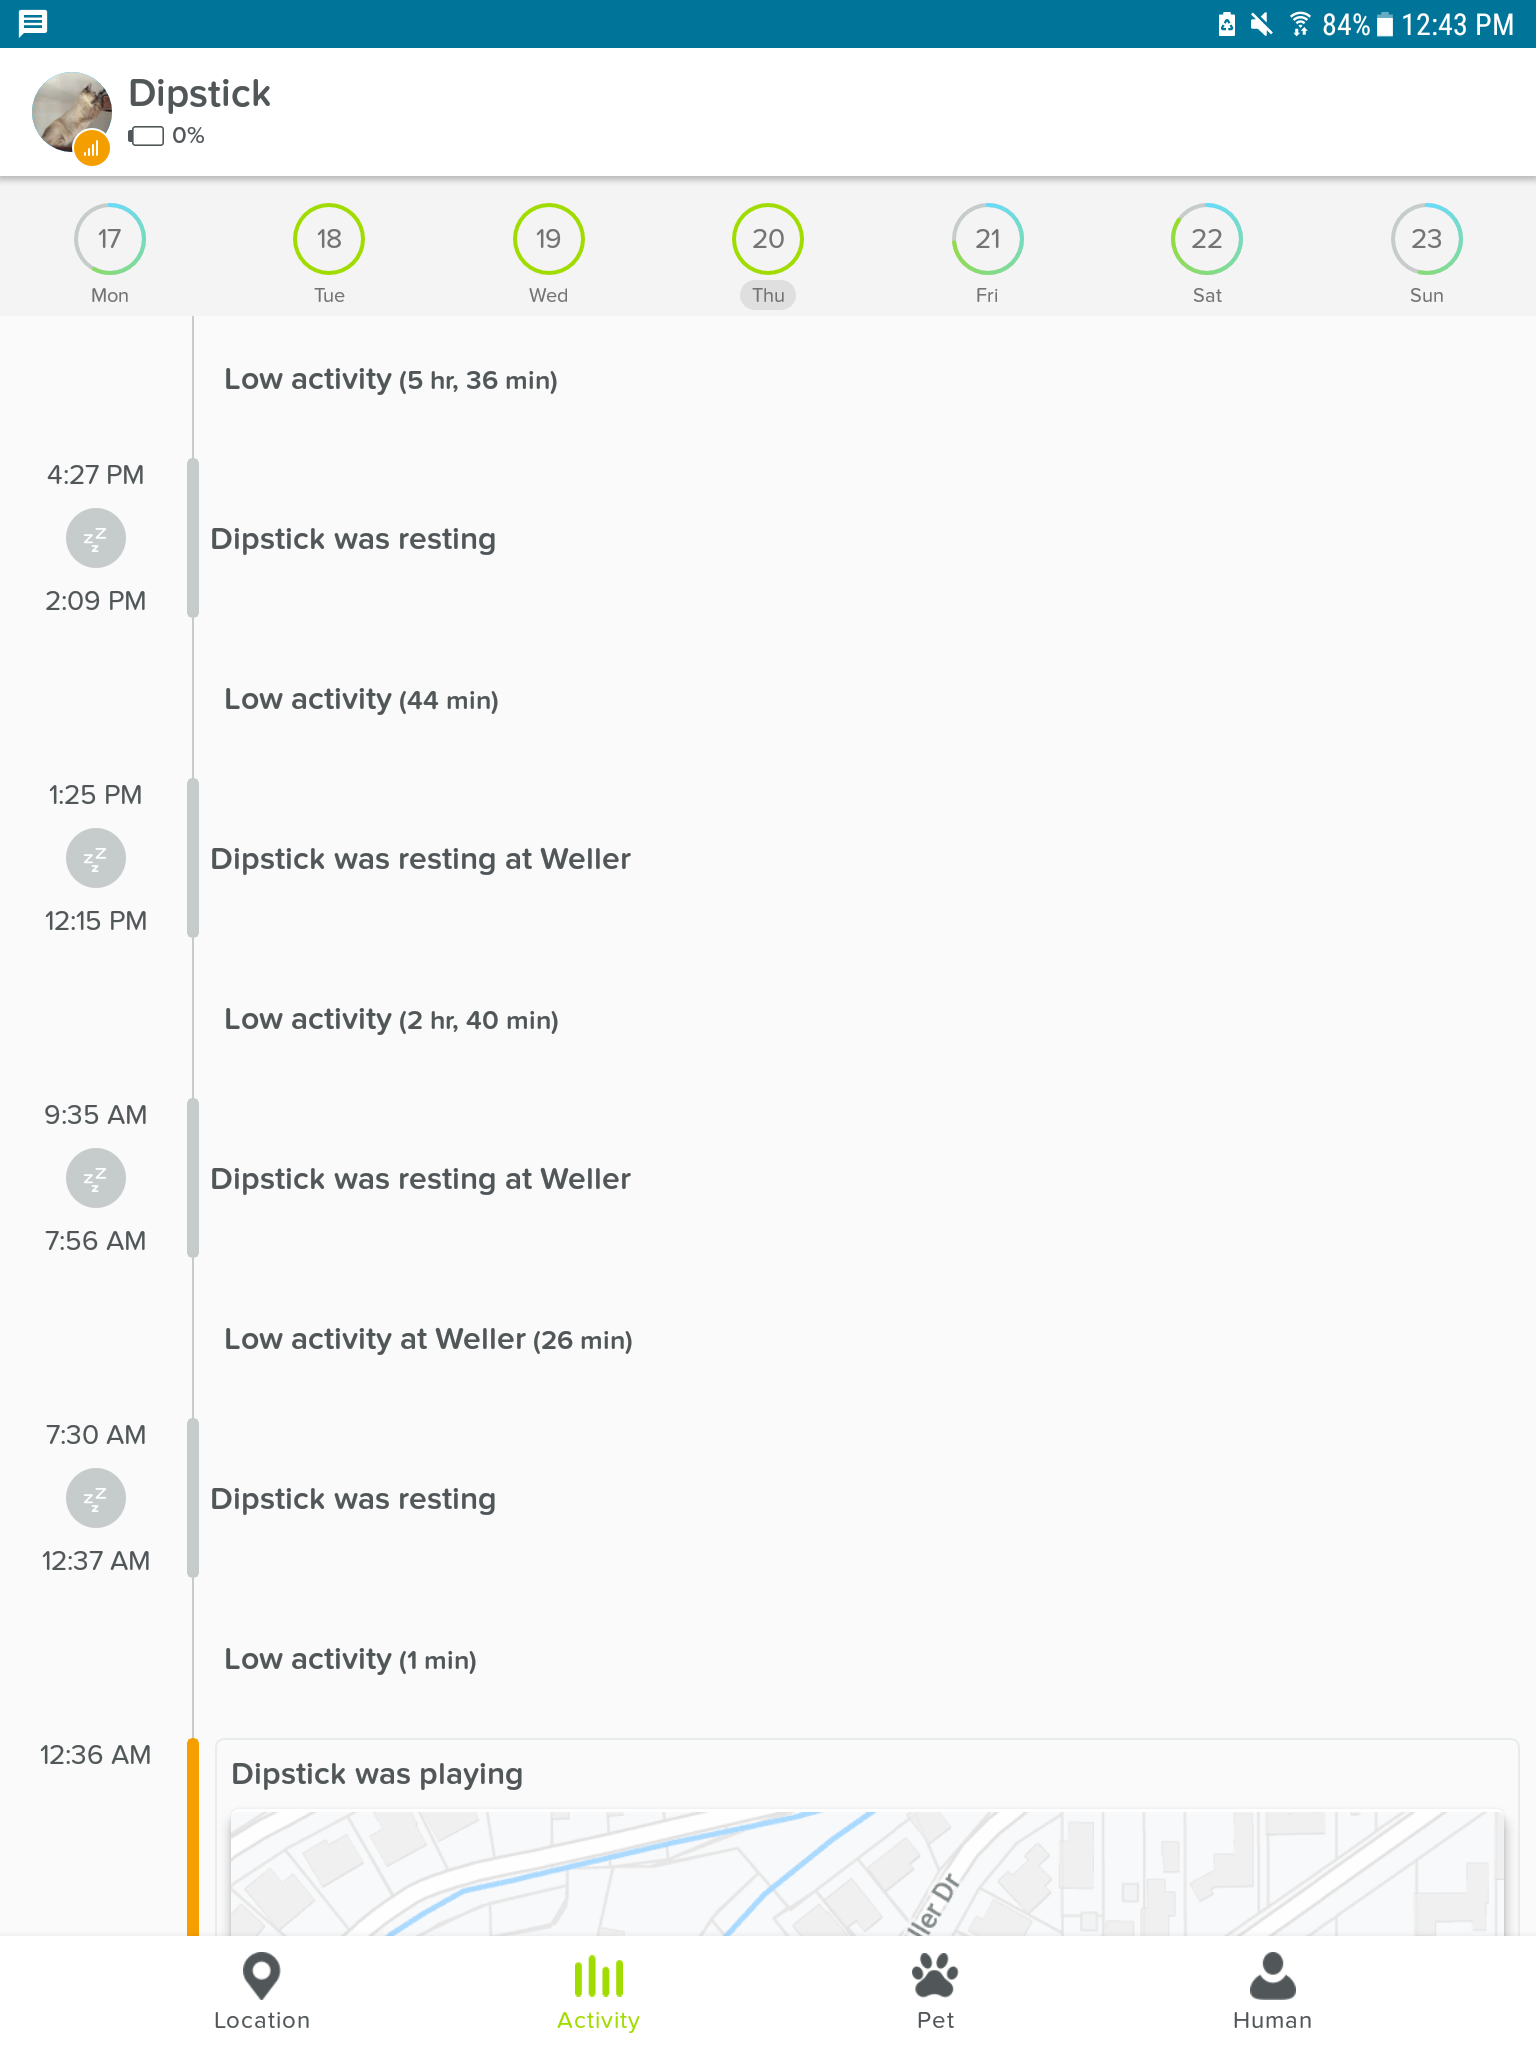 84% 12:43 PM
Dipstick
0%
17 18 19 20 21 22 23
Mon Tue Wed Thu Fri Sat Sun
Low activity (5 hr, 36 min)
4:27 PM
zZz
Dipstick was resting
2:09 PM
Low activity (44 min)
1:25 PM
zZz
Dipstick was resting at Weller
12:15 PM
Low activity (2 hr, 40 min)
9:35 AM
zZz
Dipstick was resting at Weller
7:56 AM
Low activity at Weller (26 min)
7:30 AM
zZz
Dipstick was resting
12:37 AM
Low activity (1 min)
12:36 AM
Dipstick was playing
ller Dr
Location Activity Pet Human